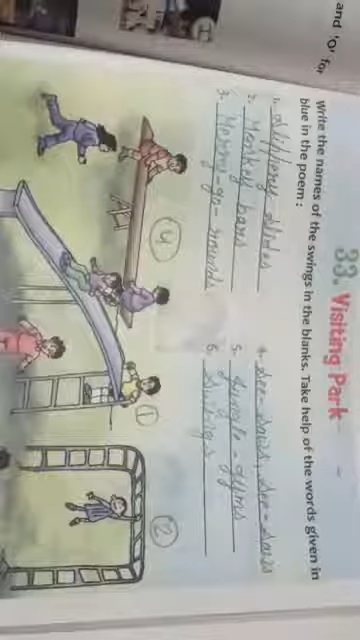 and 'o' for
33. Visiting Park
Write the names of the swings in the blanks. Take help of the words given in
blue in the poem :
1. Slippery slides
2. Monkey bars
3. Merry-go-rounds
4. See-saws, see-saws
5. Jungle-gyms
6. Swings
4
1
2